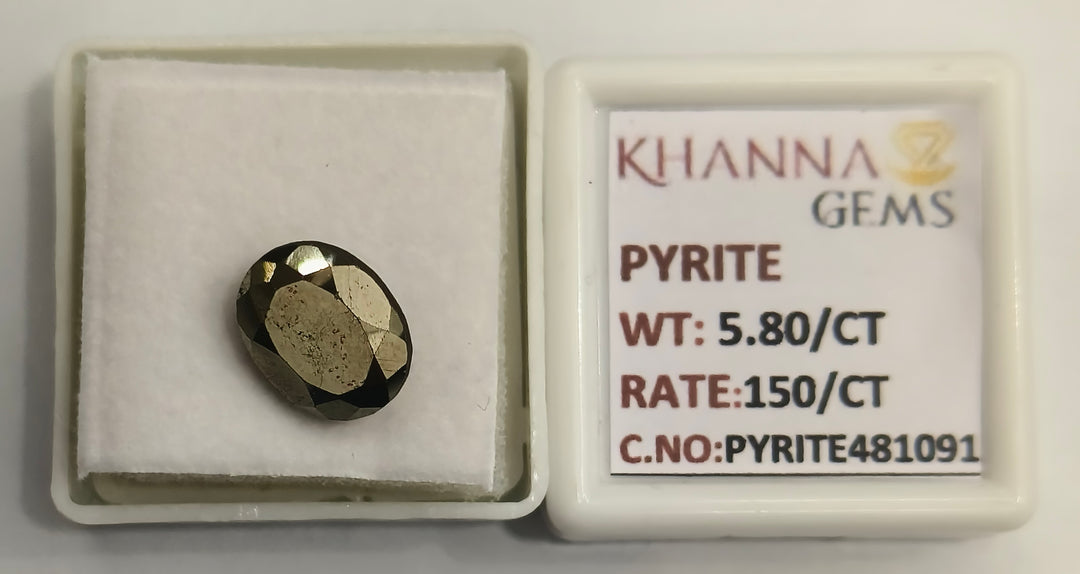 KHANNA
GEMS
PYRITE
WT: 5.80/CT
RATE:150/CT
C.NO:PYRITE481091